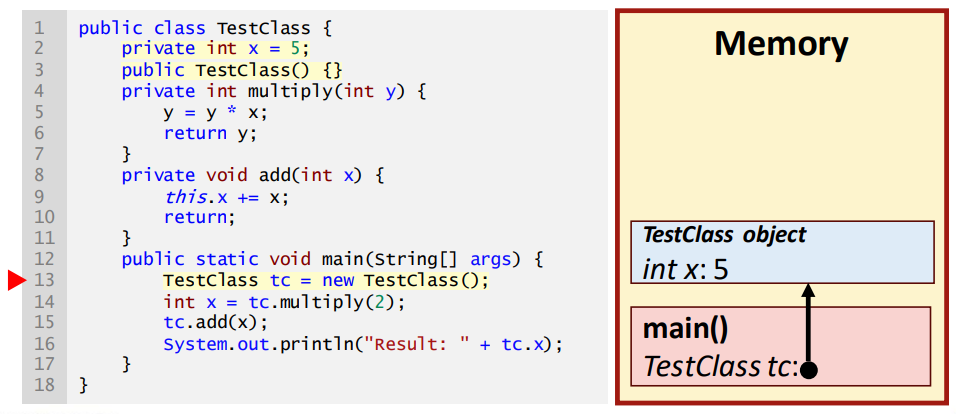 1 public class TestClass {
2 private int x = 5;
3 public TestClass() {}
4 private int multiply(int y) {
5 y = y * x;
6 return y;
7 }
8 private void add(int x) {
9 this.x += x;
10 return;
11 }
12 public static void main(String[] args) {
13 TestClass tc = new TestClass();
14 int x = tc.multiply(2);
15 tc.add(x);
16 System.out.println("Result: " + tc.x);
17 }
18 }
Memory
TestClass object
int x: 5
main()
TestClass tc: